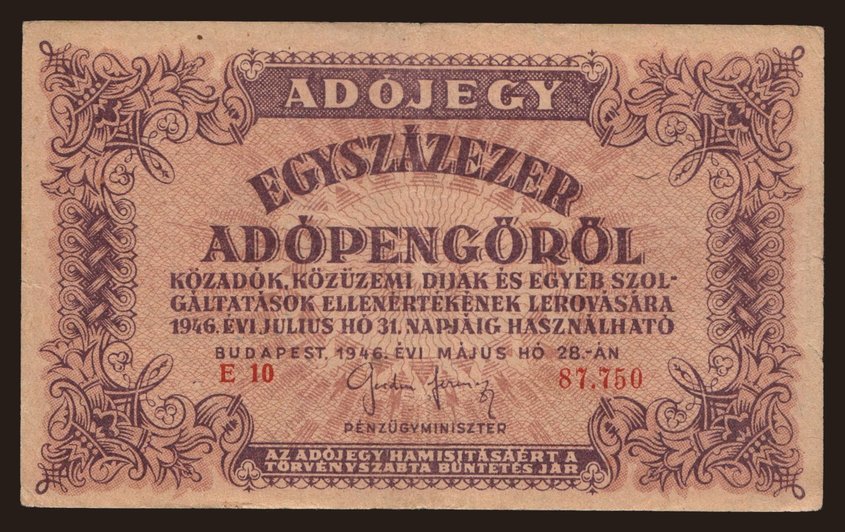 ADÓJEGY
EGYSZÁZEZER
ADÓPENGŐRŐL
KÖZADÓK, KÖZÜZEMI DIJAK ÉS EGYÉB SZOL-
GÁLTATÁSOK ELLENÉRTÉKÉNEK LEROVÁSÁRA
1946. ÉVI JULIUS HÓ 31. NAPJÁIG HASZNÁLHATÓ
BUDAPEST, 1946. ÉVI MÁJUS HÓ 28.-ÁN
E 10 87.750
PÉNZÜGYMINISZTER
AZ ADÓJEGY HAMISITÁSAÉRT A
TÖRVÉNYSZABTA BÜNTETÉS JÁR